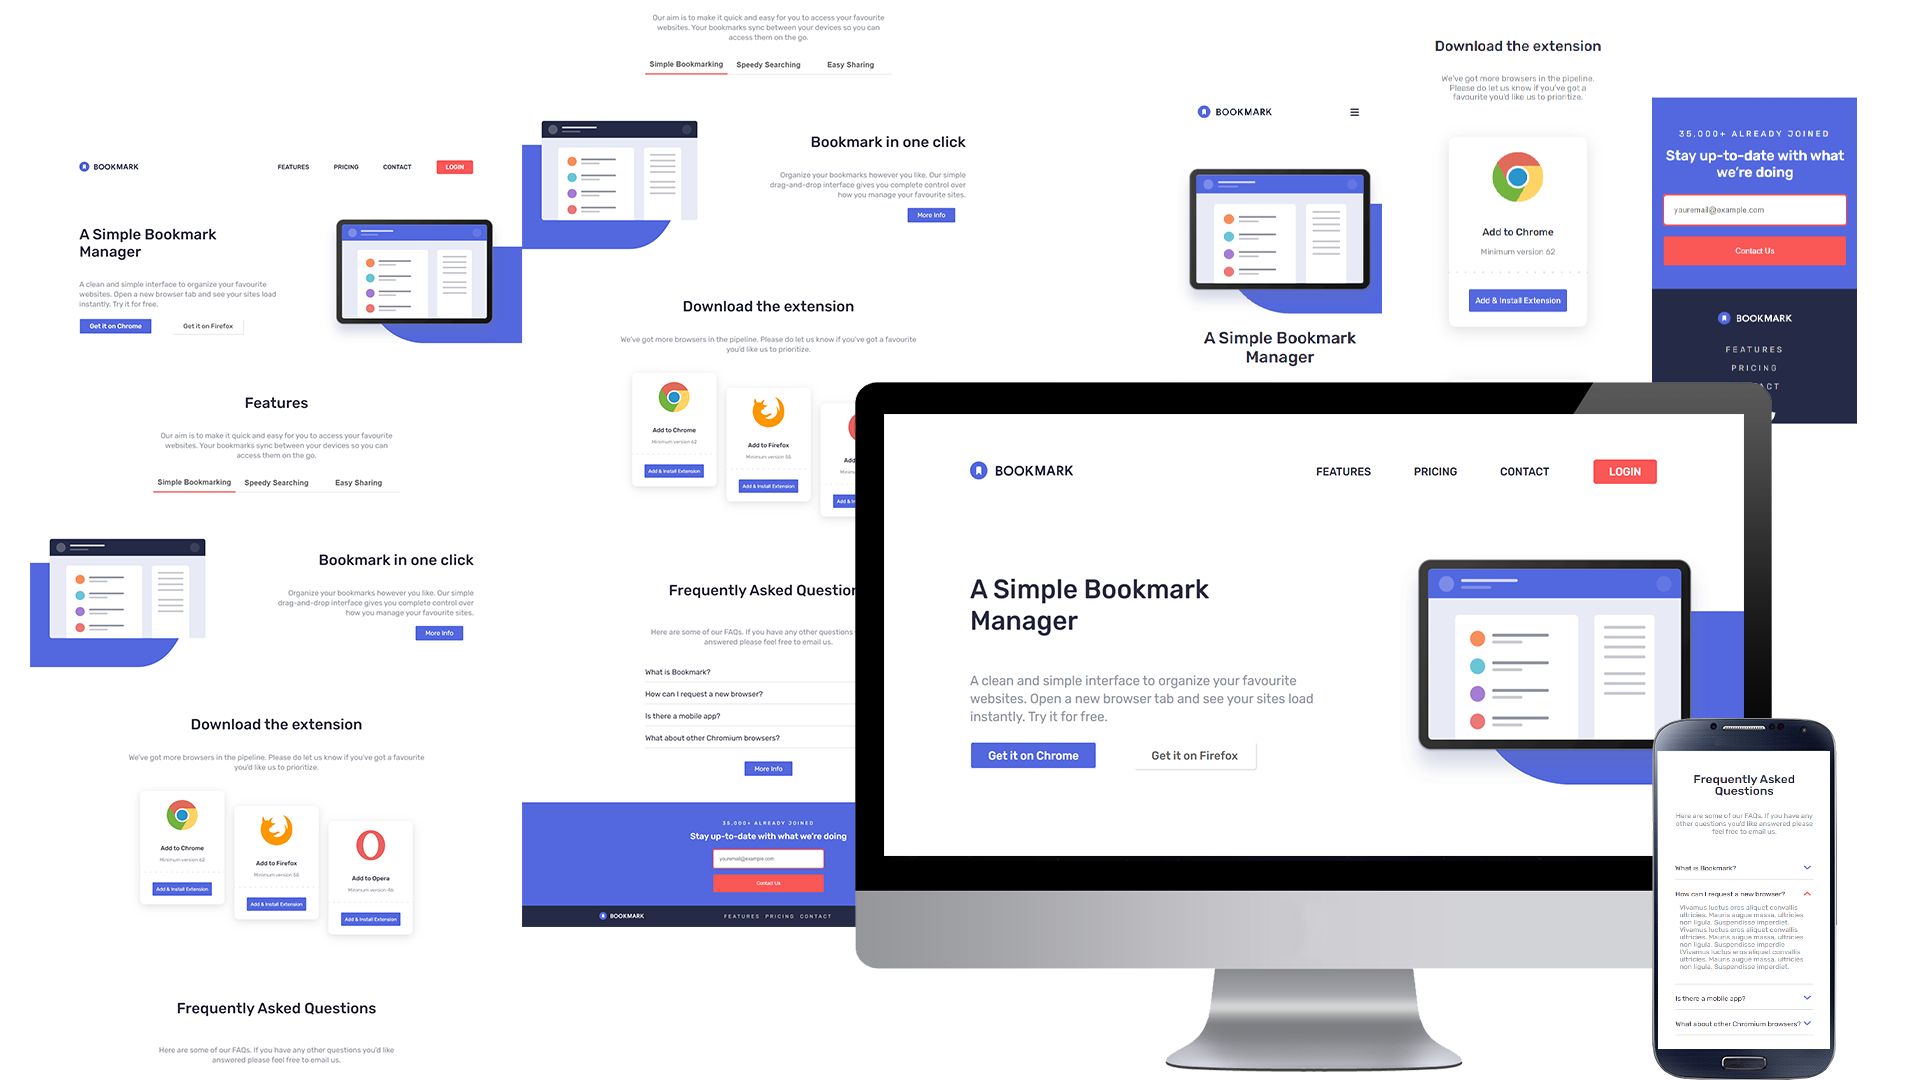 BOOKMARK
FEATURES
PRICING
CONTACT
LOGIN
A Simple Bookmark
Manager
A clean and simple interface to organize your favourite
websites. Open a new browser tab and see your sites load
instantly. Try it for free.
Get it on Chrome
Get it on Firefox
Features
Our aim is to make it quick and easy for you to access your favourite
websites. Your bookmarks sync between your devices so you can
access them on the go.
Simple Bookmarking
Speedy Searching
Easy Sharing
Bookmark in one click
Organize your bookmarks however you like. Our simple
drag-and-drop interface gives you complete control over
how you manage your favourite sites.
More Info
Download the extension
We've got more browsers in the pipeline. Please do let us know if you've got a favourite
you'd like us to prioritize.
Add to Chrome
Minimum version 62
Add & Install Extension
Add to Firefox
Minimum version 55
Add & Install Extension
Add to Opera
Minimum version 46
Add & Install Extension
Frequently Asked Questions
Here are some of our FAQs. If you have any other questions you'd like
answered please feel free to email us.
Our aim is to make it quick and easy for you to access your favourite
websites. Your bookmarks sync between your devices so you can
access them on the go.
Simple Bookmarking
Speedy Searching
Easy Sharing
Bookmark in one click
Organize your bookmarks however you like. Our simple
drag-and-drop interface gives you complete control over
how you manage your favourite sites.
More Info
Download the extension
We've got more browsers in the pipeline. Please do let us know if you've got a favourite
you'd like us to prioritize.
Add to Chrome
Minimum version 62
Add & Install Extension
Add to Firefox
Minimum version 55
Add & Install Extension
Frequently Asked
Here are some of our FAQs. If you have any other questions
answered please feel free to email us.
What is Bookmark?
How can I request a new browser?
Is there a mobile app?
What about other Chromium browsers?
More Info
35,000+ ALREADY JOINED
Stay up-to-date with what we're doing
youremail@example.com
Contact Us
BOOKMARK
FEATURES PRICING CONTACT
BOOKMARK
A Simple Bookmark
Manager
Download the extension
We've got more browsers in the pipeline.
Please do let us know if you've got a
favourite you'd like us to prioritize.
Add to Chrome
Minimum version 62
Add & Install Extension
35,000+ ALREADY JOINED
Stay up-to-date with what
we're doing
youremail@example.com
Contact Us
BOOKMARK
FEATURES
PRICING
BOOKMARK
FEATURES
PRICING
CONTACT
LOGIN
A Simple Bookmark
Manager
A clean and simple interface to organize your favourite
websites. Open a new browser tab and see your sites load
instantly. Try it for free.
Get it on Chrome
Get it on Firefox
Frequently Asked
Questions
Here are some of our FAQs. If you have any
other questions you'd like answered please
feel free to email us.
What is Bookmark?
How can I request a new browser?
Vivamus luctus eros aliquet convallis
ultricies. Mauris augue massa, ultricies
non ligula. Suspendisse imperdiet.
Vivamus luctus eros aliquet convallis
ultricies. Mauris augue massa, ultricies
non ligula. Suspendisse imperdie
tVivamus luctus eros aliquet convallis
ultricies. Mauris augue massa, ultricies
non ligula. Suspendisse imperdiet.
Is there a mobile app?
What about other Chromium browsers?